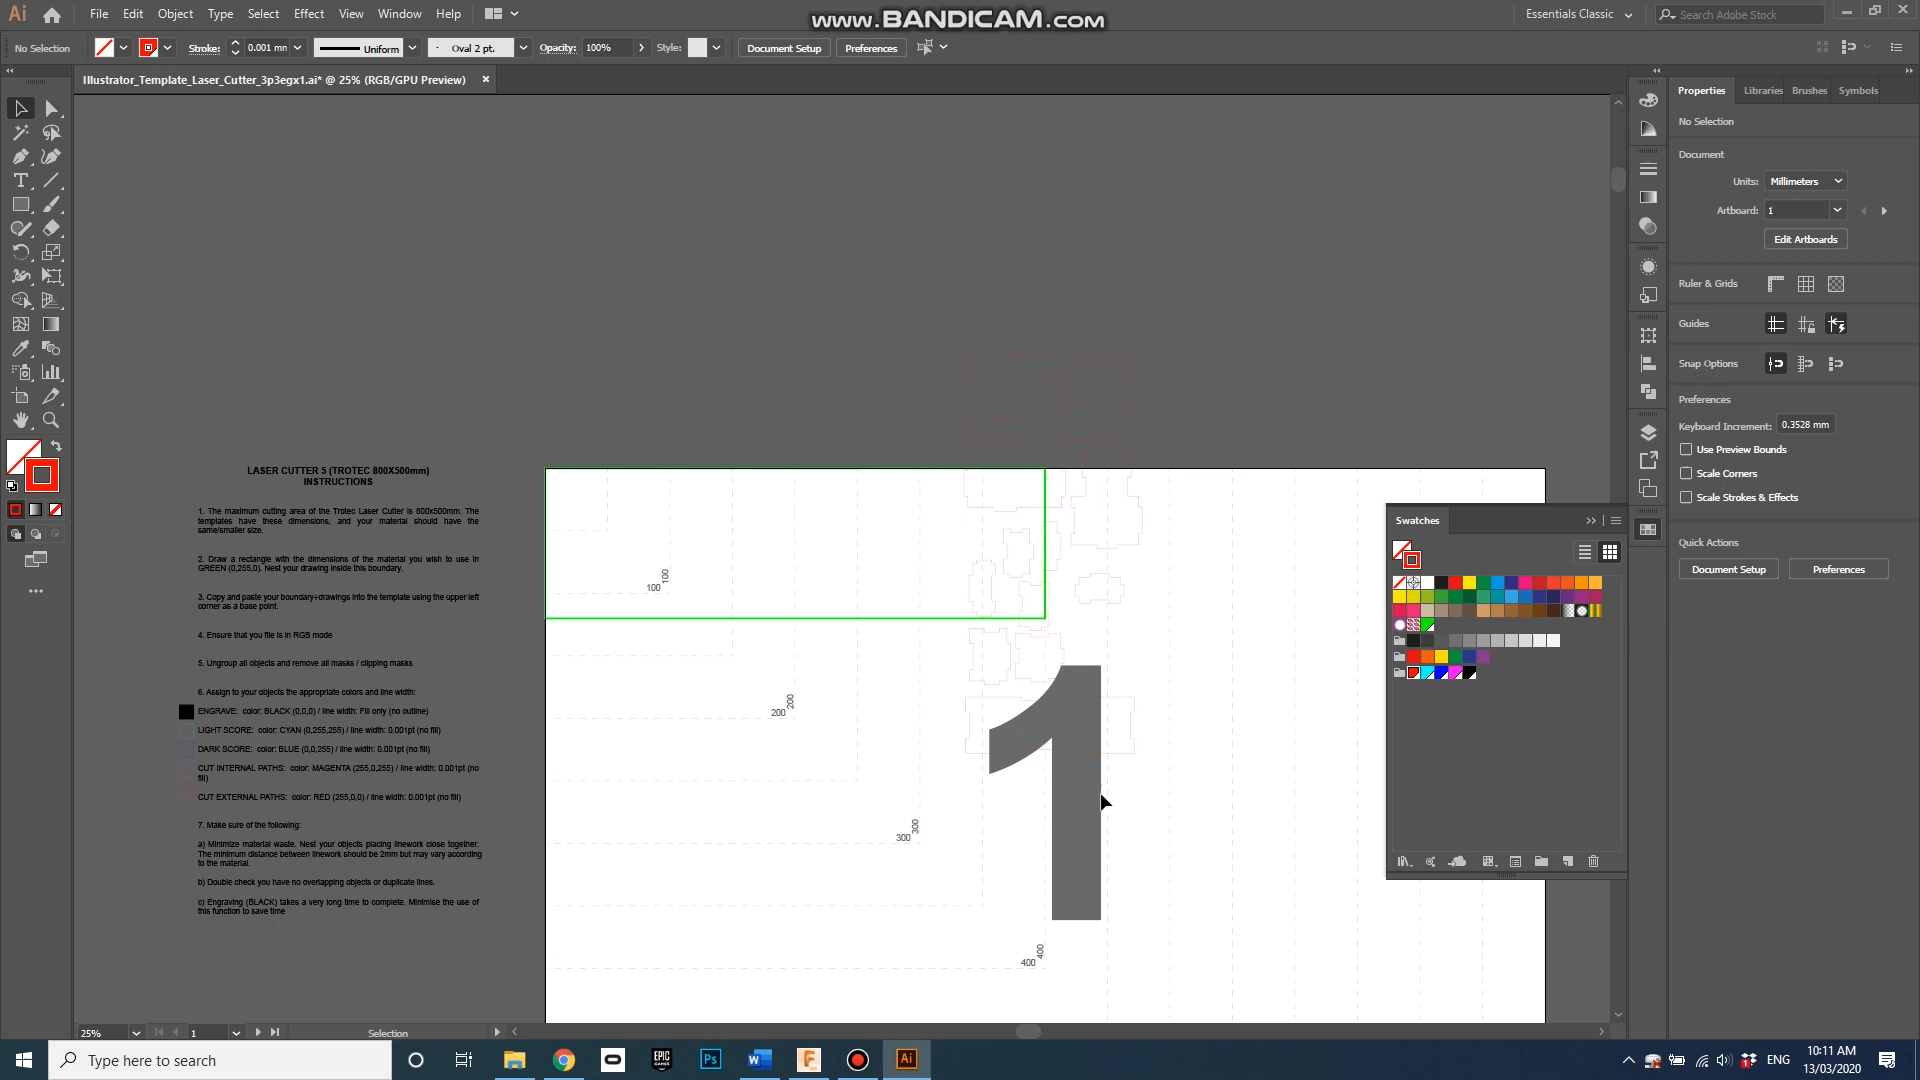 Ai File Edit Object Type Select Effect View Window Help
www.BANDICAM.com
Essentials Classic
Search Adobe Stock
No Selection Stroke: 0.001 mm Uniform Oval 2 pt. Opacity: 100% Style: Document Setup Preferences
Illustrator_Template_Laser_Cutter_3p3egx1.ai* @ 25% (RGB/GPU Preview)
LASER CUTTER 5 (TROTEC 800X500mm)
INSTRUCTIONS
1. The maximum cutting area of the Trotec Laser Cutter is 800x500mm. The
templates have these dimensions, and your material should have the
same/smaller size.
2. Draw a rectangle with the dimensions of the material you wish to use in
GREEN (0,255,0). Nest your drawing inside this boundary.
3. Copy and paste your boundary+drawings into the template using the upper left
corner as a base point.
4. Ensure that you file is in RGB mode
5. Ungroup all objects and remove all masks / clipping masks
6. Assign to your objects the appropriate colors and line width:
ENGRAVE: color: BLACK (0,0,0) / line width: Fill only (no outline)
LIGHT SCORE: color: CYAN (0,255,255) / line width: 0.001pt (no fill)
DARK SCORE: color: BLUE (0,0,255) / line width: 0.001pt (no fill)
CUT INTERNAL PATHS: color: MAGENTA (255,0,255) / line width: 0.001pt (no
fill)
CUT EXTERNAL PATHS: color: RED (255,0,0) / line width: 0.001pt (no fill)
7. Make sure of the following:
a) Minimize material waste. Nest your objects placing linework close together.
The minimum distance between linework should be 2mm but may vary according
to the material.
b) Double check you have no overlapping objects or duplicate lines.
c) Engraving (BLACK) takes a very long time to complete. Minimise the use of
this function to save time
100 100
200 200
300 300
400 400
1
Swatches
Properties Libraries Brushes Symbols
No Selection
Document
Units: Millimeters
Artboard: 1
Edit Artboards
Ruler & Grids
Guides
Snap Options
Preferences
Keyboard Increment: 0.3528 mm
Use Preview Bounds
Scale Corners
Scale Strokes & Effects
Quick Actions
Document Setup Preferences
25% 1 Selection
Type here to search
EPIC GAMES
Ps
W
F
Ai
ENG
10:11 AM
13/03/2020